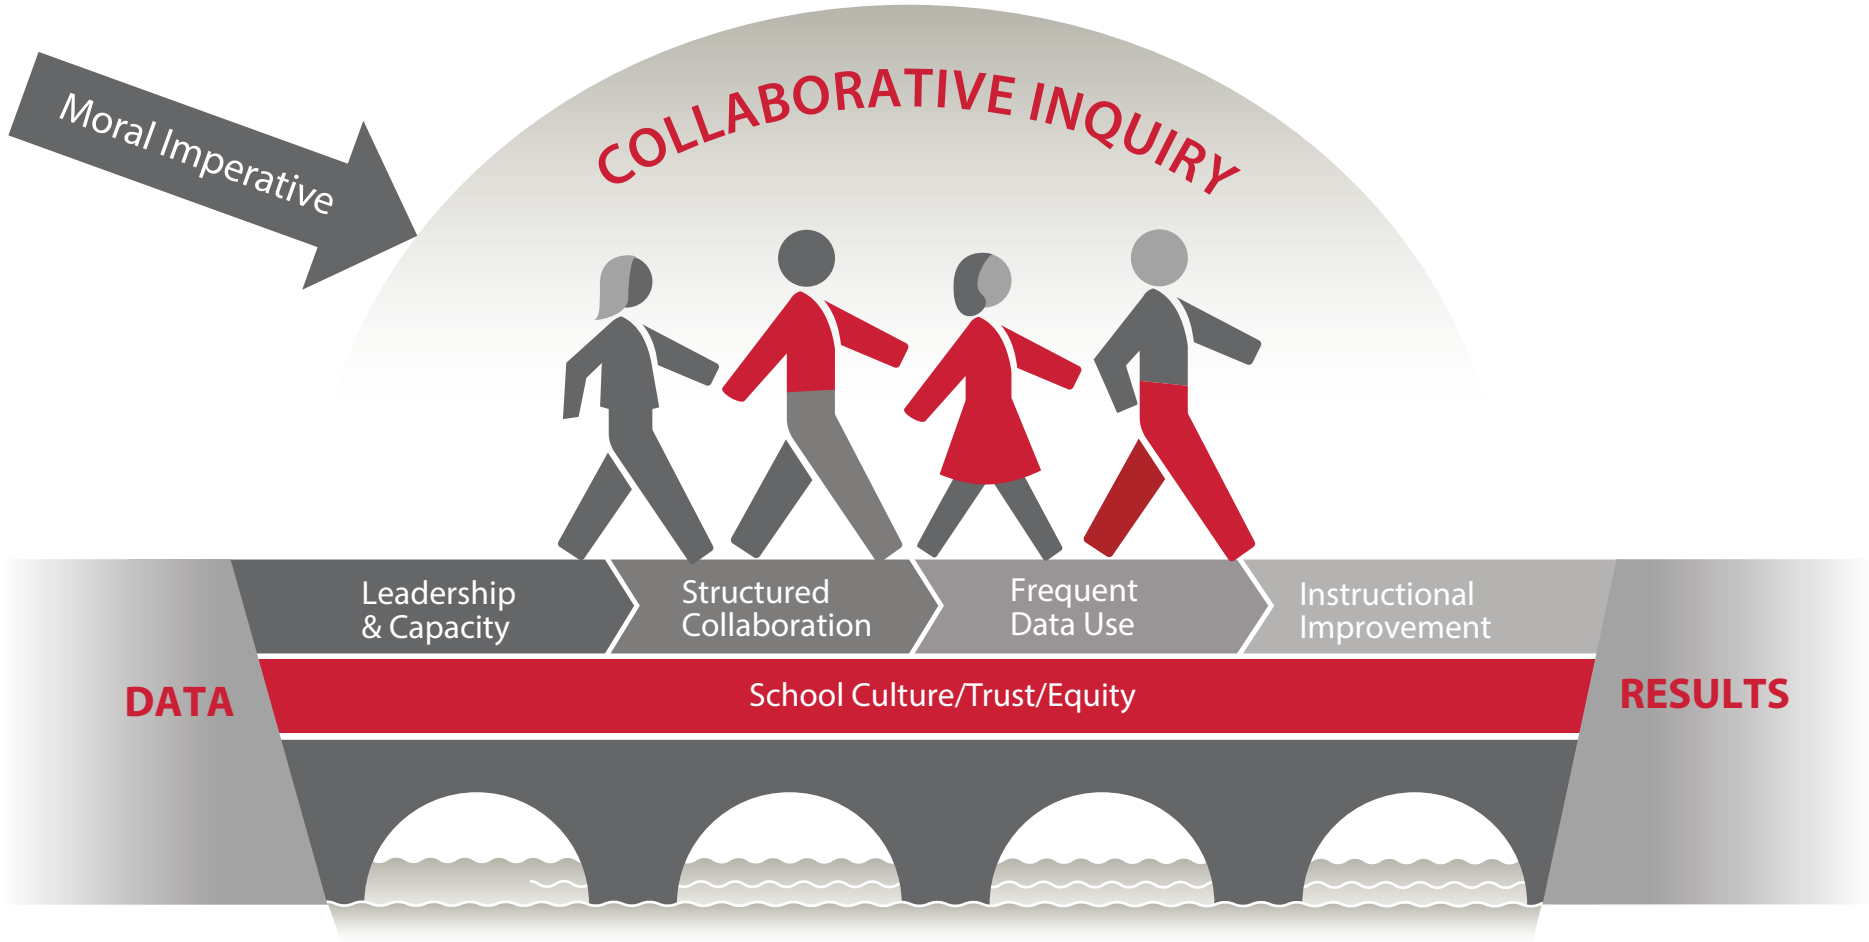 Moral Imperative
COLLABORATIVE INQUIRY
Leadership
& Capacity
Structured
Collaboration
Frequent
Data Use
Instructional
Improvement
DATA
School Culture/Trust/Equity
RESULTS